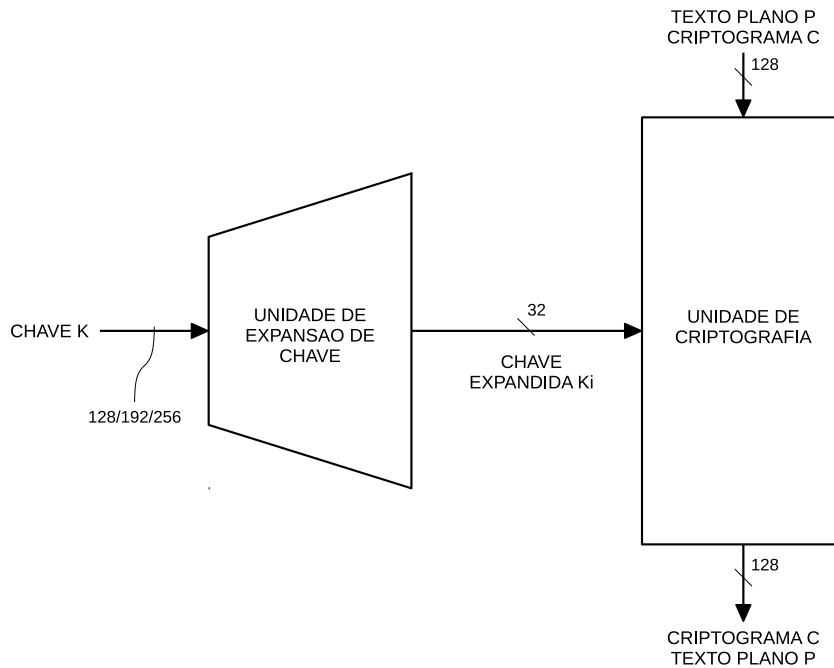 TEXTO PLANO P
CRIPTOGRAMA C
128
32
UNIDADE DE
EXPANSAO DE
CHAVE
UNIDADE DE
CRIPTOGRAFIA
CHAVE K
CHAVE
EXPANDIDA Ki
128/192/256
128
CRIPTOGRAMA C
TEXTO PLANO P